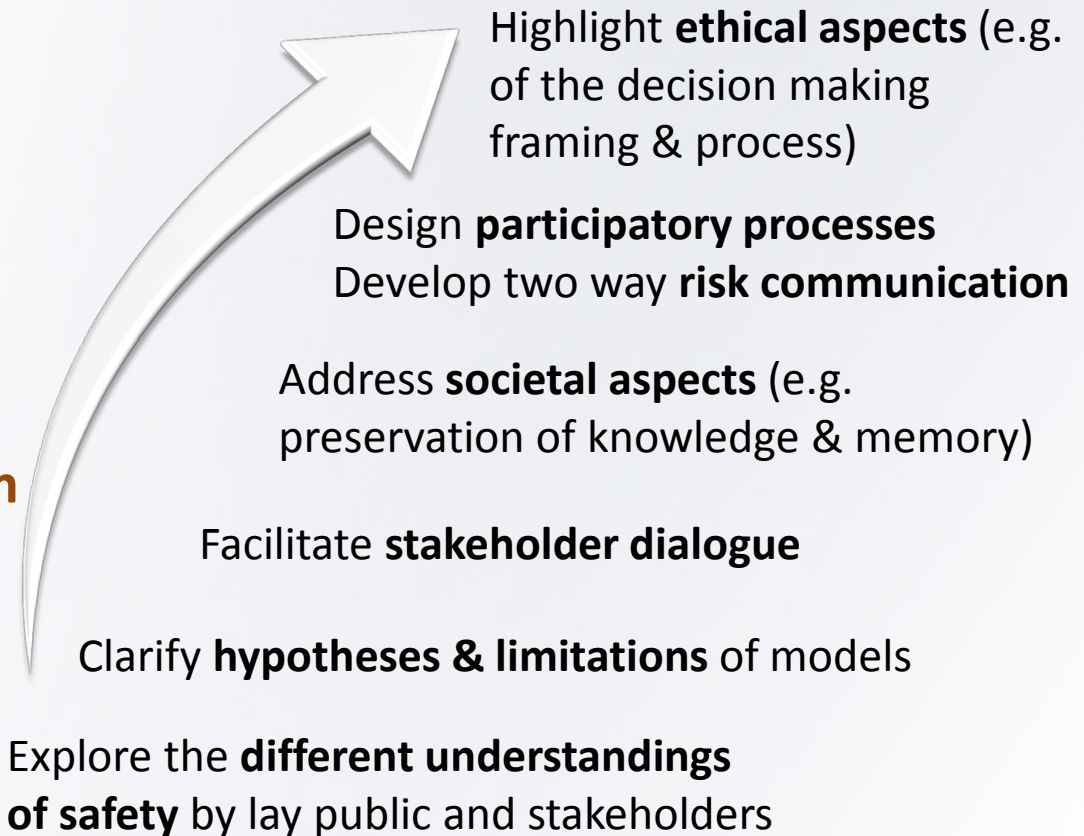 Highlight ethical aspects (e.g.
of the decision making
framing & process)
Design participatory processes
Develop two way risk communication
Address societal aspects (e.g.
preservation of knowledge & memory)
Facilitate stakeholder dialogue
Clarify hypotheses & limitations of models
Explore the different understandings
of safety by lay public and stakeholders